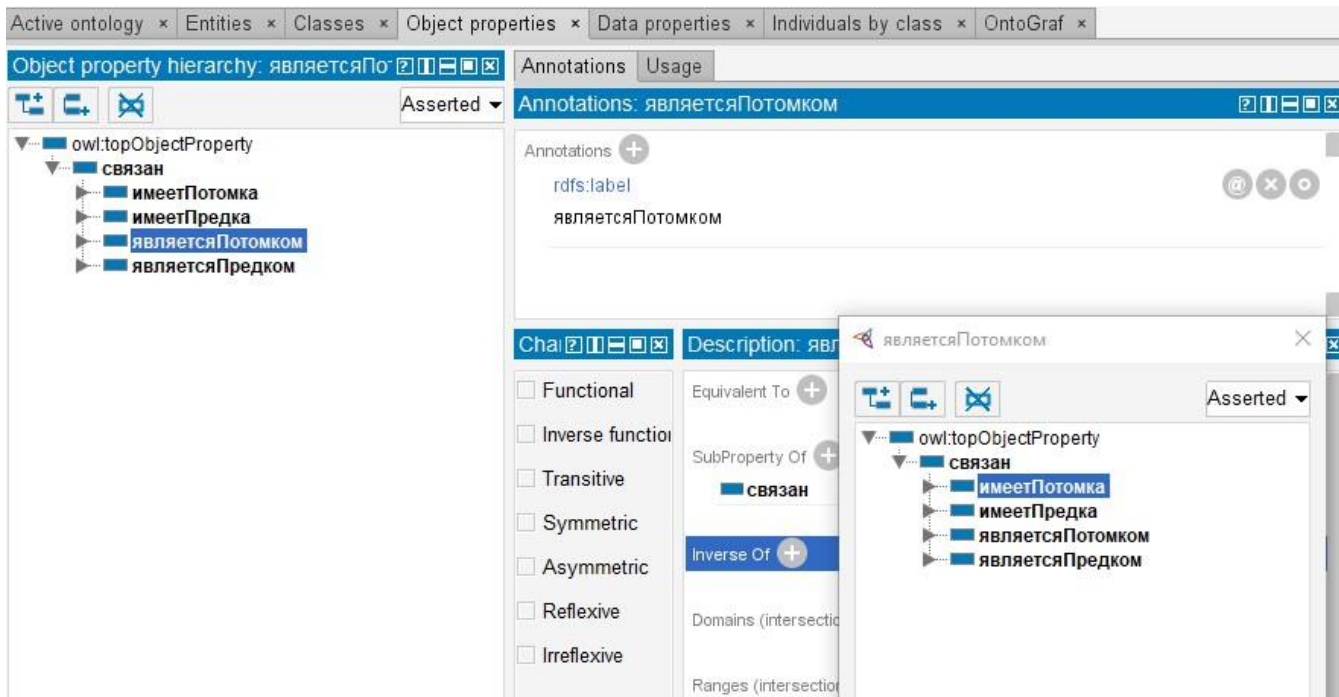 Active ontology × Entities × Classes × Object properties × Data properties × Individuals by class × OntoGraf ×
Object property hierarchy: являетсяПо
Asserted
owl:topObjectProperty
связан
имеетПотомка
имеетПредка
являетсяПотомком
являетсяПредком
Annotations Usage
Annotations: являетсяПотомком
Annotations
rdfs:label
являетсяПотомком
Functional
Inverse function
Transitive
Symmetric
Asymmetric
Reflexive
Irreflexive
Description: явл
Equivalent To
SubProperty Of
связан
Inverse Of
Domains (intersectio
Ranges (intersection
являетсяПотомком
Asserted
owl:topObjectProperty
связан
имеетПотомка
имеетПредка
являетсяПотомком
являетсяПредком